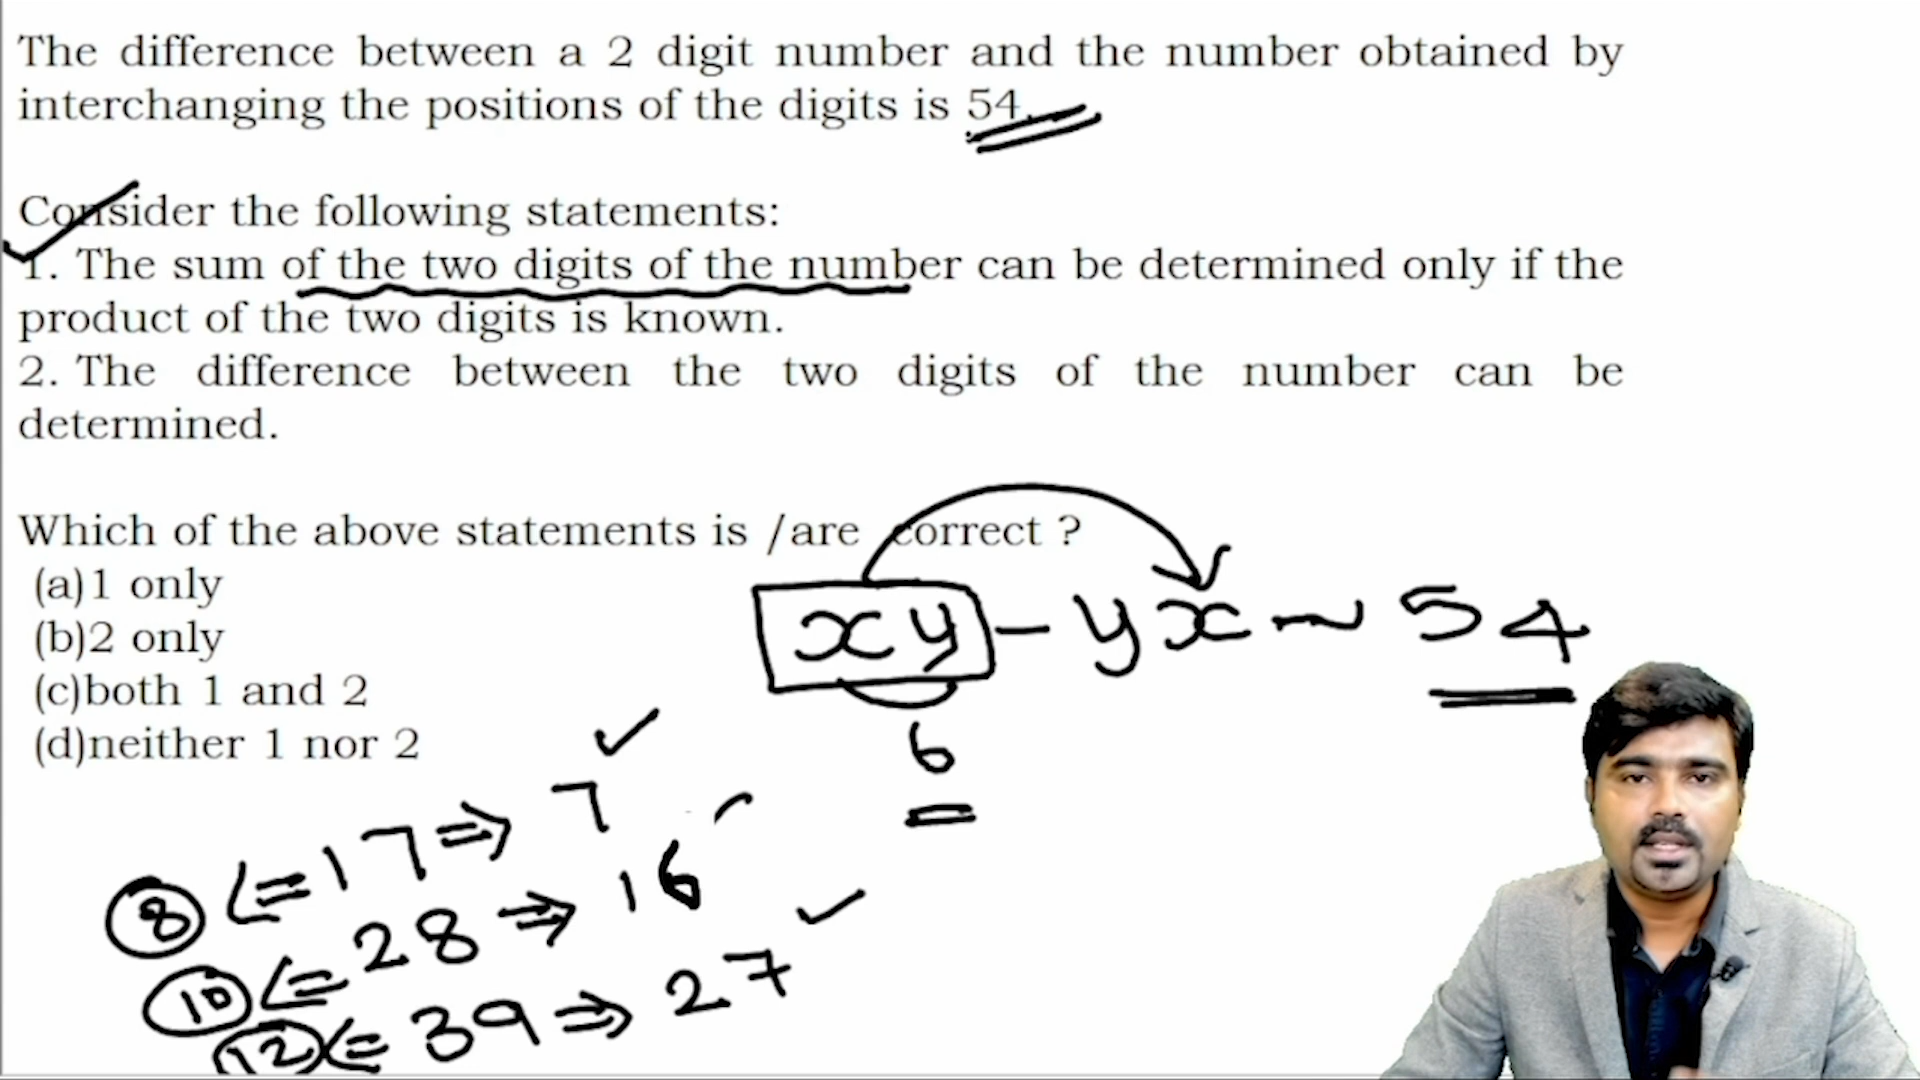 The difference between a 2 digit number and the number obtained by
interchanging the positions of the digits is 54.
Consider the following statements:
1. The sum of the two digits of the number can be determined only if the
product of the two digits is known.
2. The difference between the two digits of the number can be
determined.
Which of the above statements is /are correct ?
(a)1 only
(b)2 only
(c)both 1 and 2
(d)neither 1 nor 2
xy - yx ~ 54
6
8 <= 17 => 7 ✓
10 <= 28 => 16
12 <= 39 => 27 ✓